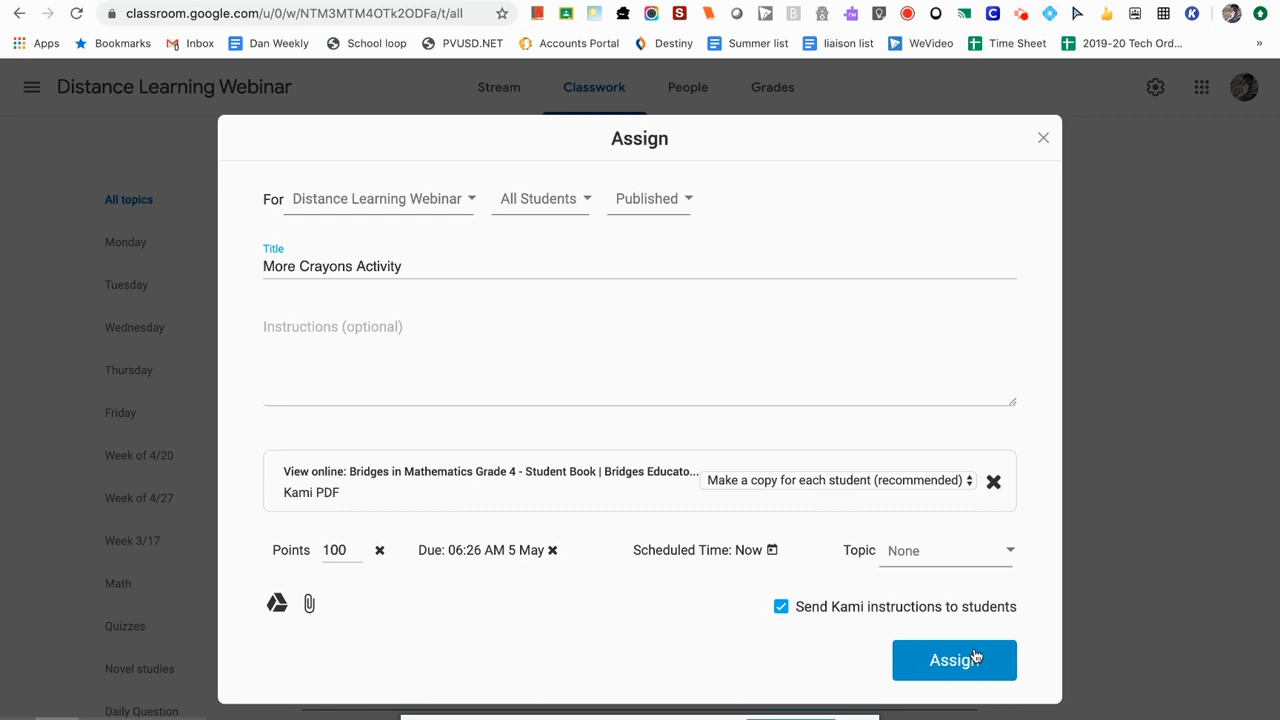 classroom.google.com/u/0/w/NTM3MTM4OTk2ODFa/t/all
Apps Bookmarks Inbox Dan Weekly School loop PVUSD.NET Accounts Portal Destiny Summer list liaison list WeVideo Time Sheet 2019-20 Tech Ord... »
Distance Learning Webinar Stream Classwork People Grades
Assign
All topics
Monday
Tuesday
Wednesday
Thursday
Friday
Week of 4/20
Week of 4/27
Week 3/17
Math
Quizzes
Novel studies
Daily Question
For Distance Learning Webinar All Students Published
Title
More Crayons Activity
Instructions (optional)
View online: Bridges in Mathematics Grade 4 - Student Book | Bridges Educato...
Kami PDF
Make a copy for each student (recommended)
Points 100 Due: 06:26 AM 5 May Scheduled Time: Now Topic None
Send Kami instructions to students
Assign